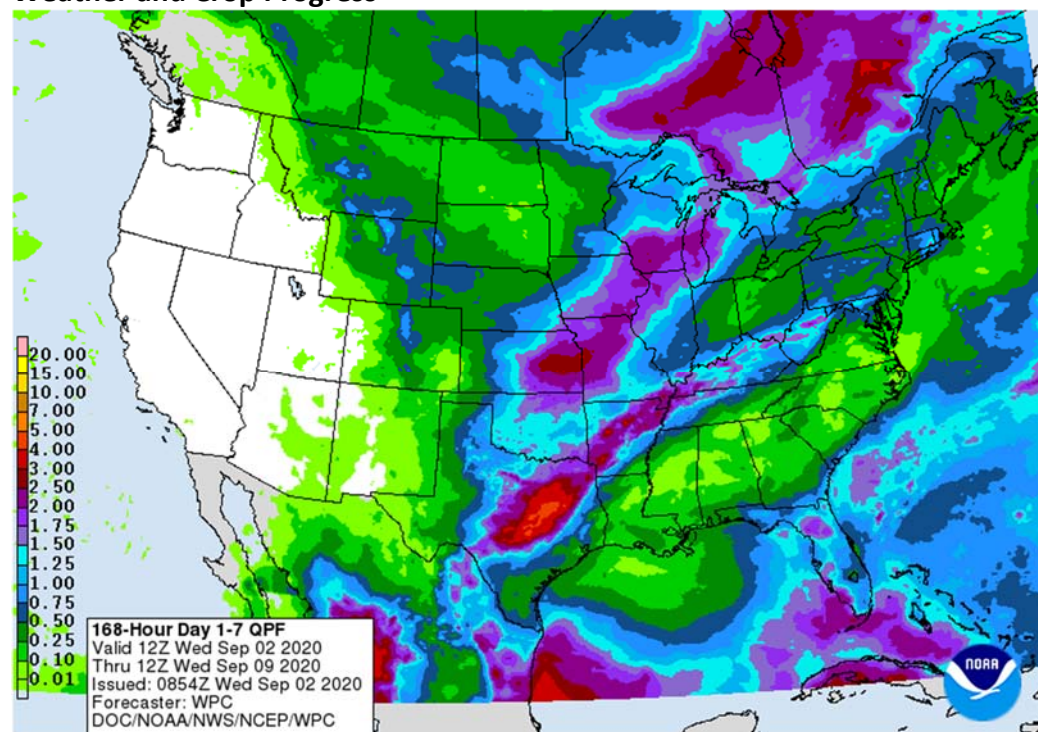 Weather and Crop Progress
20.00
15.00
10.00
7.00
5.00
4.00
3.00
2.50
2.00
1.75
1.50
1.25
1.00
0.75
0.50
0.25
0.10
0.01
168-Hour Day 1-7 QPF
Valid 12Z Wed Sep 02 2020
Thru 12Z Wed Sep 09 2020
Issued: 0854Z Wed Sep 02 2020
Forecaster: WPC
DOC/NOAA/NWS/NCEP/WPC
NOAA